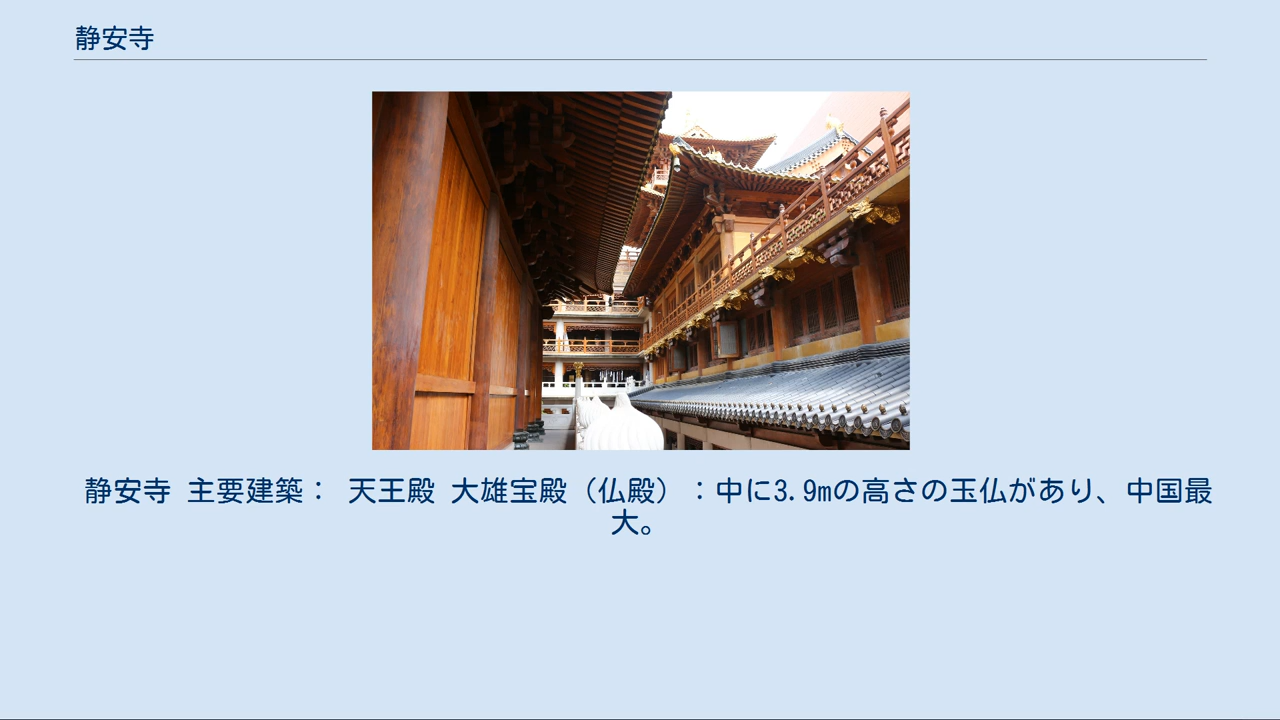 静安寺
静安寺 主要建築： 天王殿 大雄宝殿（仏殿）：中に3.9mの高さの玉仏があり、中国最
大。